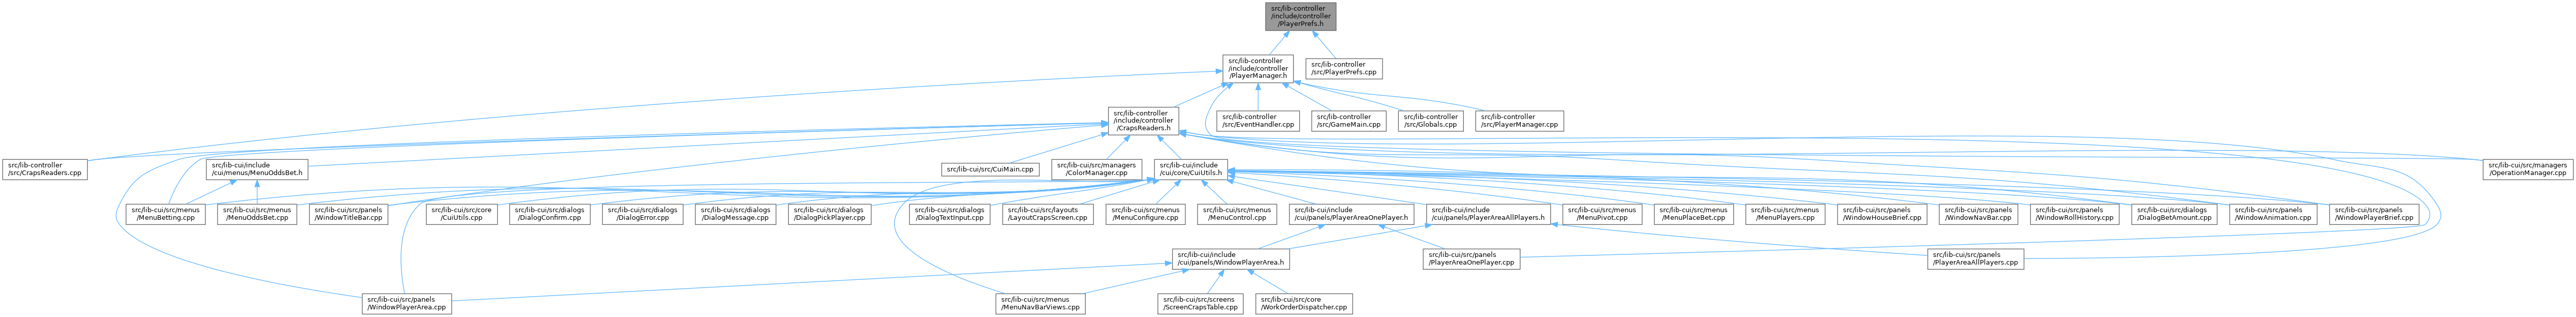 src/lib-controller
/include/controller
/PlayerPrefs.h
src/lib-controller
/include/controller
/PlayerManager.h
src/lib-controller
/src/PlayerPrefs.cpp
src/lib-controller
/include/controller
/CrapsReaders.h
src/lib-controller
/src/EventHandler.cpp
src/lib-controller
/src/GameMain.cpp
src/lib-controller
/src/Globals.cpp
src/lib-controller
/src/PlayerManager.cpp
src/lib-controller
/src/CrapsReaders.cpp
src/lib-cui/include
/cui/menus/MenuOddsBet.h
src/lib-cui/src/CuiMain.cpp
src/lib-cui/src/managers
/ColorManager.cpp
src/lib-cui/include
/cui/core/CuiUtils.h
src/lib-cui/src/managers
/OperationManager.cpp
src/lib-cui/src/menus
/MenuBetting.cpp
src/lib-cui/src/menus
/MenuOddsBet.cpp
src/lib-cui/src/panels
/WindowTitleBar.cpp
src/lib-cui/src/core
/CuiUtils.cpp
src/lib-cui/src/dialogs
/DialogConfirm.cpp
src/lib-cui/src/dialogs
/DialogError.cpp
src/lib-cui/src/dialogs
/DialogMessage.cpp
src/lib-cui/src/dialogs
/DialogPickPlayer.cpp
src/lib-cui/src/dialogs
/DialogTextInput.cpp
src/lib-cui/src/layouts
/LayoutCrapsScreen.cpp
src/lib-cui/src/menus
/MenuConfigure.cpp
src/lib-cui/src/menus
/MenuControl.cpp
src/lib-cui/include
/cui/panels/PlayerAreaOnePlayer.h
src/lib-cui/include
/cui/panels/PlayerAreaAllPlayers.h
src/lib-cui/src/menus
/MenuPivot.cpp
src/lib-cui/src/menus
/MenuPlaceBet.cpp
src/lib-cui/src/menus
/MenuPlayers.cpp
src/lib-cui/src/panels
/WindowHouseBrief.cpp
src/lib-cui/src/panels
/WindowNavBar.cpp
src/lib-cui/src/panels
/WindowRollHistory.cpp
src/lib-cui/src/dialogs
/DialogBetAmount.cpp
src/lib-cui/src/panels
/WindowAnimation.cpp
src/lib-cui/src/panels
/WindowPlayerBrief.cpp
src/lib-cui/include
/cui/panels/WindowPlayerArea.h
src/lib-cui/src/panels
/PlayerAreaOnePlayer.cpp
src/lib-cui/src/panels
/PlayerAreaAllPlayers.cpp
src/lib-cui/src/panels
/WindowPlayerArea.cpp
src/lib-cui/src/menus
/MenuNavBarViews.cpp
src/lib-cui/src/screens
/ScreenCrapsTable.cpp
src/lib-cui/src/core
/WorkOrderDispatcher.cpp